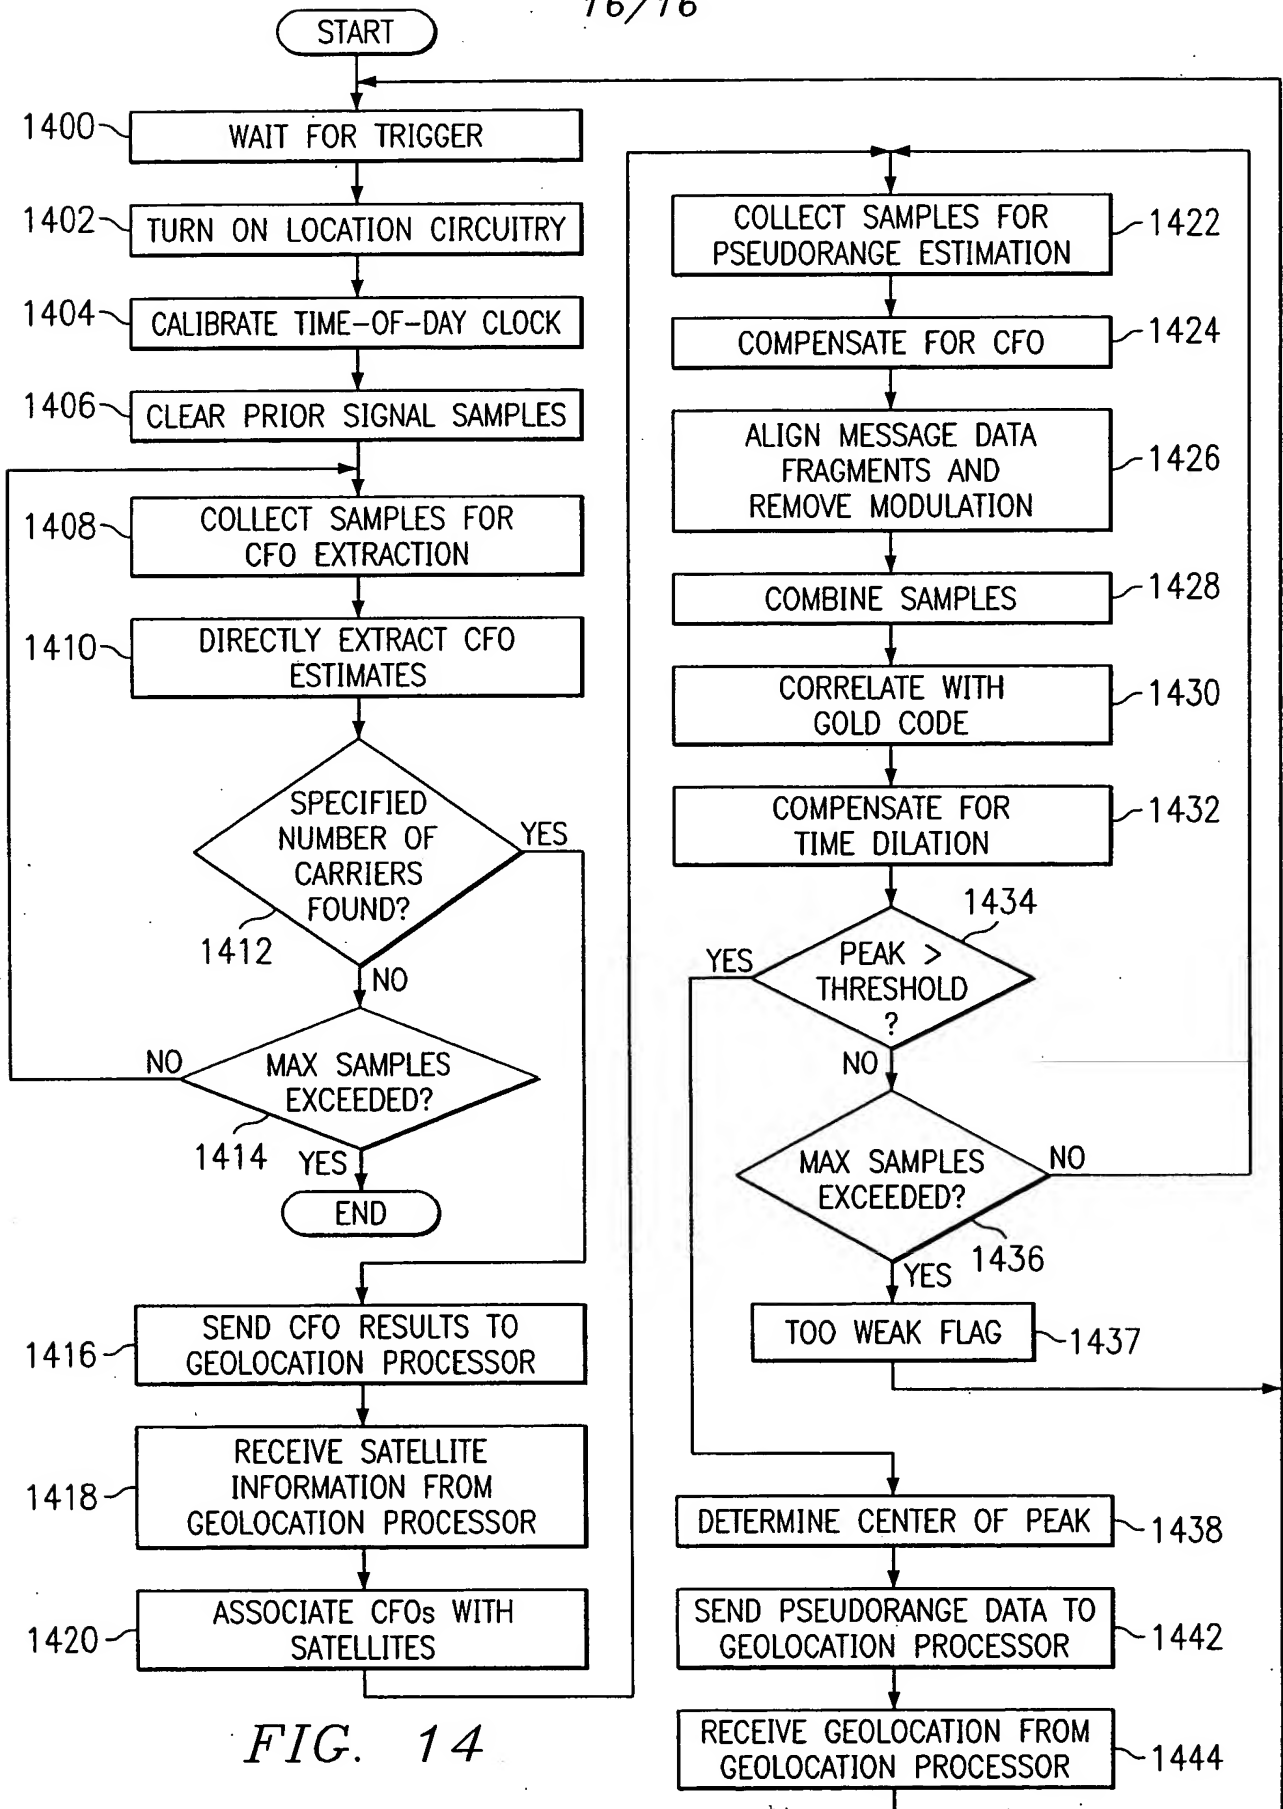 16/16
START
1400
WAIT FOR TRIGGER
1402
TURN ON LOCATION CIRCUITRY
1404
CALIBRATE TIME-OF-DAY CLOCK
1406
CLEAR PRIOR SIGNAL SAMPLES
1408
COLLECT SAMPLES FOR
CFO EXTRACTION
1410
DIRECTLY EXTRACT CFO
ESTIMATES
SPECIFIED
NUMBER OF
CARRIERS
FOUND?
YES
1412
NO
NO
MAX SAMPLES
EXCEEDED?
1414
YES
END
1416
SEND CFO RESULTS TO
GEOLOCATION PROCESSOR
1418
RECEIVE SATELLITE
INFORMATION FROM
GEOLOCATION PROCESSOR
1420
ASSOCIATE CFOs WITH
SATELLITES
COLLECT SAMPLES FOR
PSEUDORANGE ESTIMATION
1422
COMPENSATE FOR CFO
1424
ALIGN MESSAGE DATA
FRAGMENTS AND
REMOVE MODULATION
1426
COMBINE SAMPLES
1428
CORRELATE WITH
GOLD CODE
1430
COMPENSATE FOR
TIME DILATION
1432
1434
YES
PEAK >
THRESHOLD
?
NO
MAX SAMPLES
EXCEEDED?
NO
1436
YES
TOO WEAK FLAG
1437
DETERMINE CENTER OF PEAK
1438
SEND PSEUDORANGE DATA TO
GEOLOCATION PROCESSOR
1442
RECEIVE GEOLOCATION FROM
GEOLOCATION PROCESSOR
1444
FIG. 14